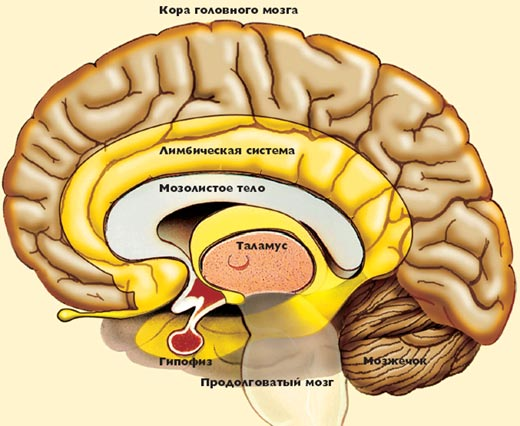 Кора головного мозга
Лимбическая система
Мозолистое тело
Таламус
Гипофиз
Мозжечок
Продолговатый мозг